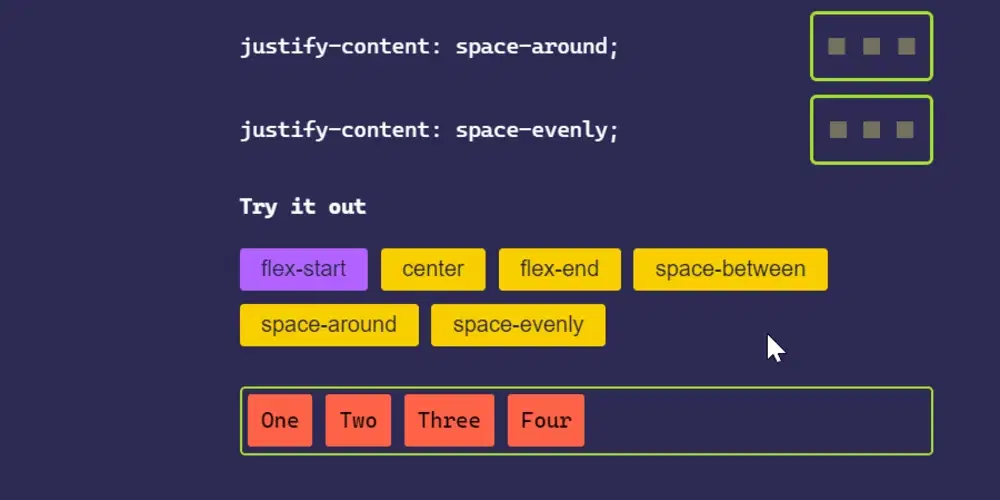 justify-content: space-around;
justify-content: space-evenly;
Try it out
flex-start center flex-end space-between
space-around space-evenly
One Two Three Four